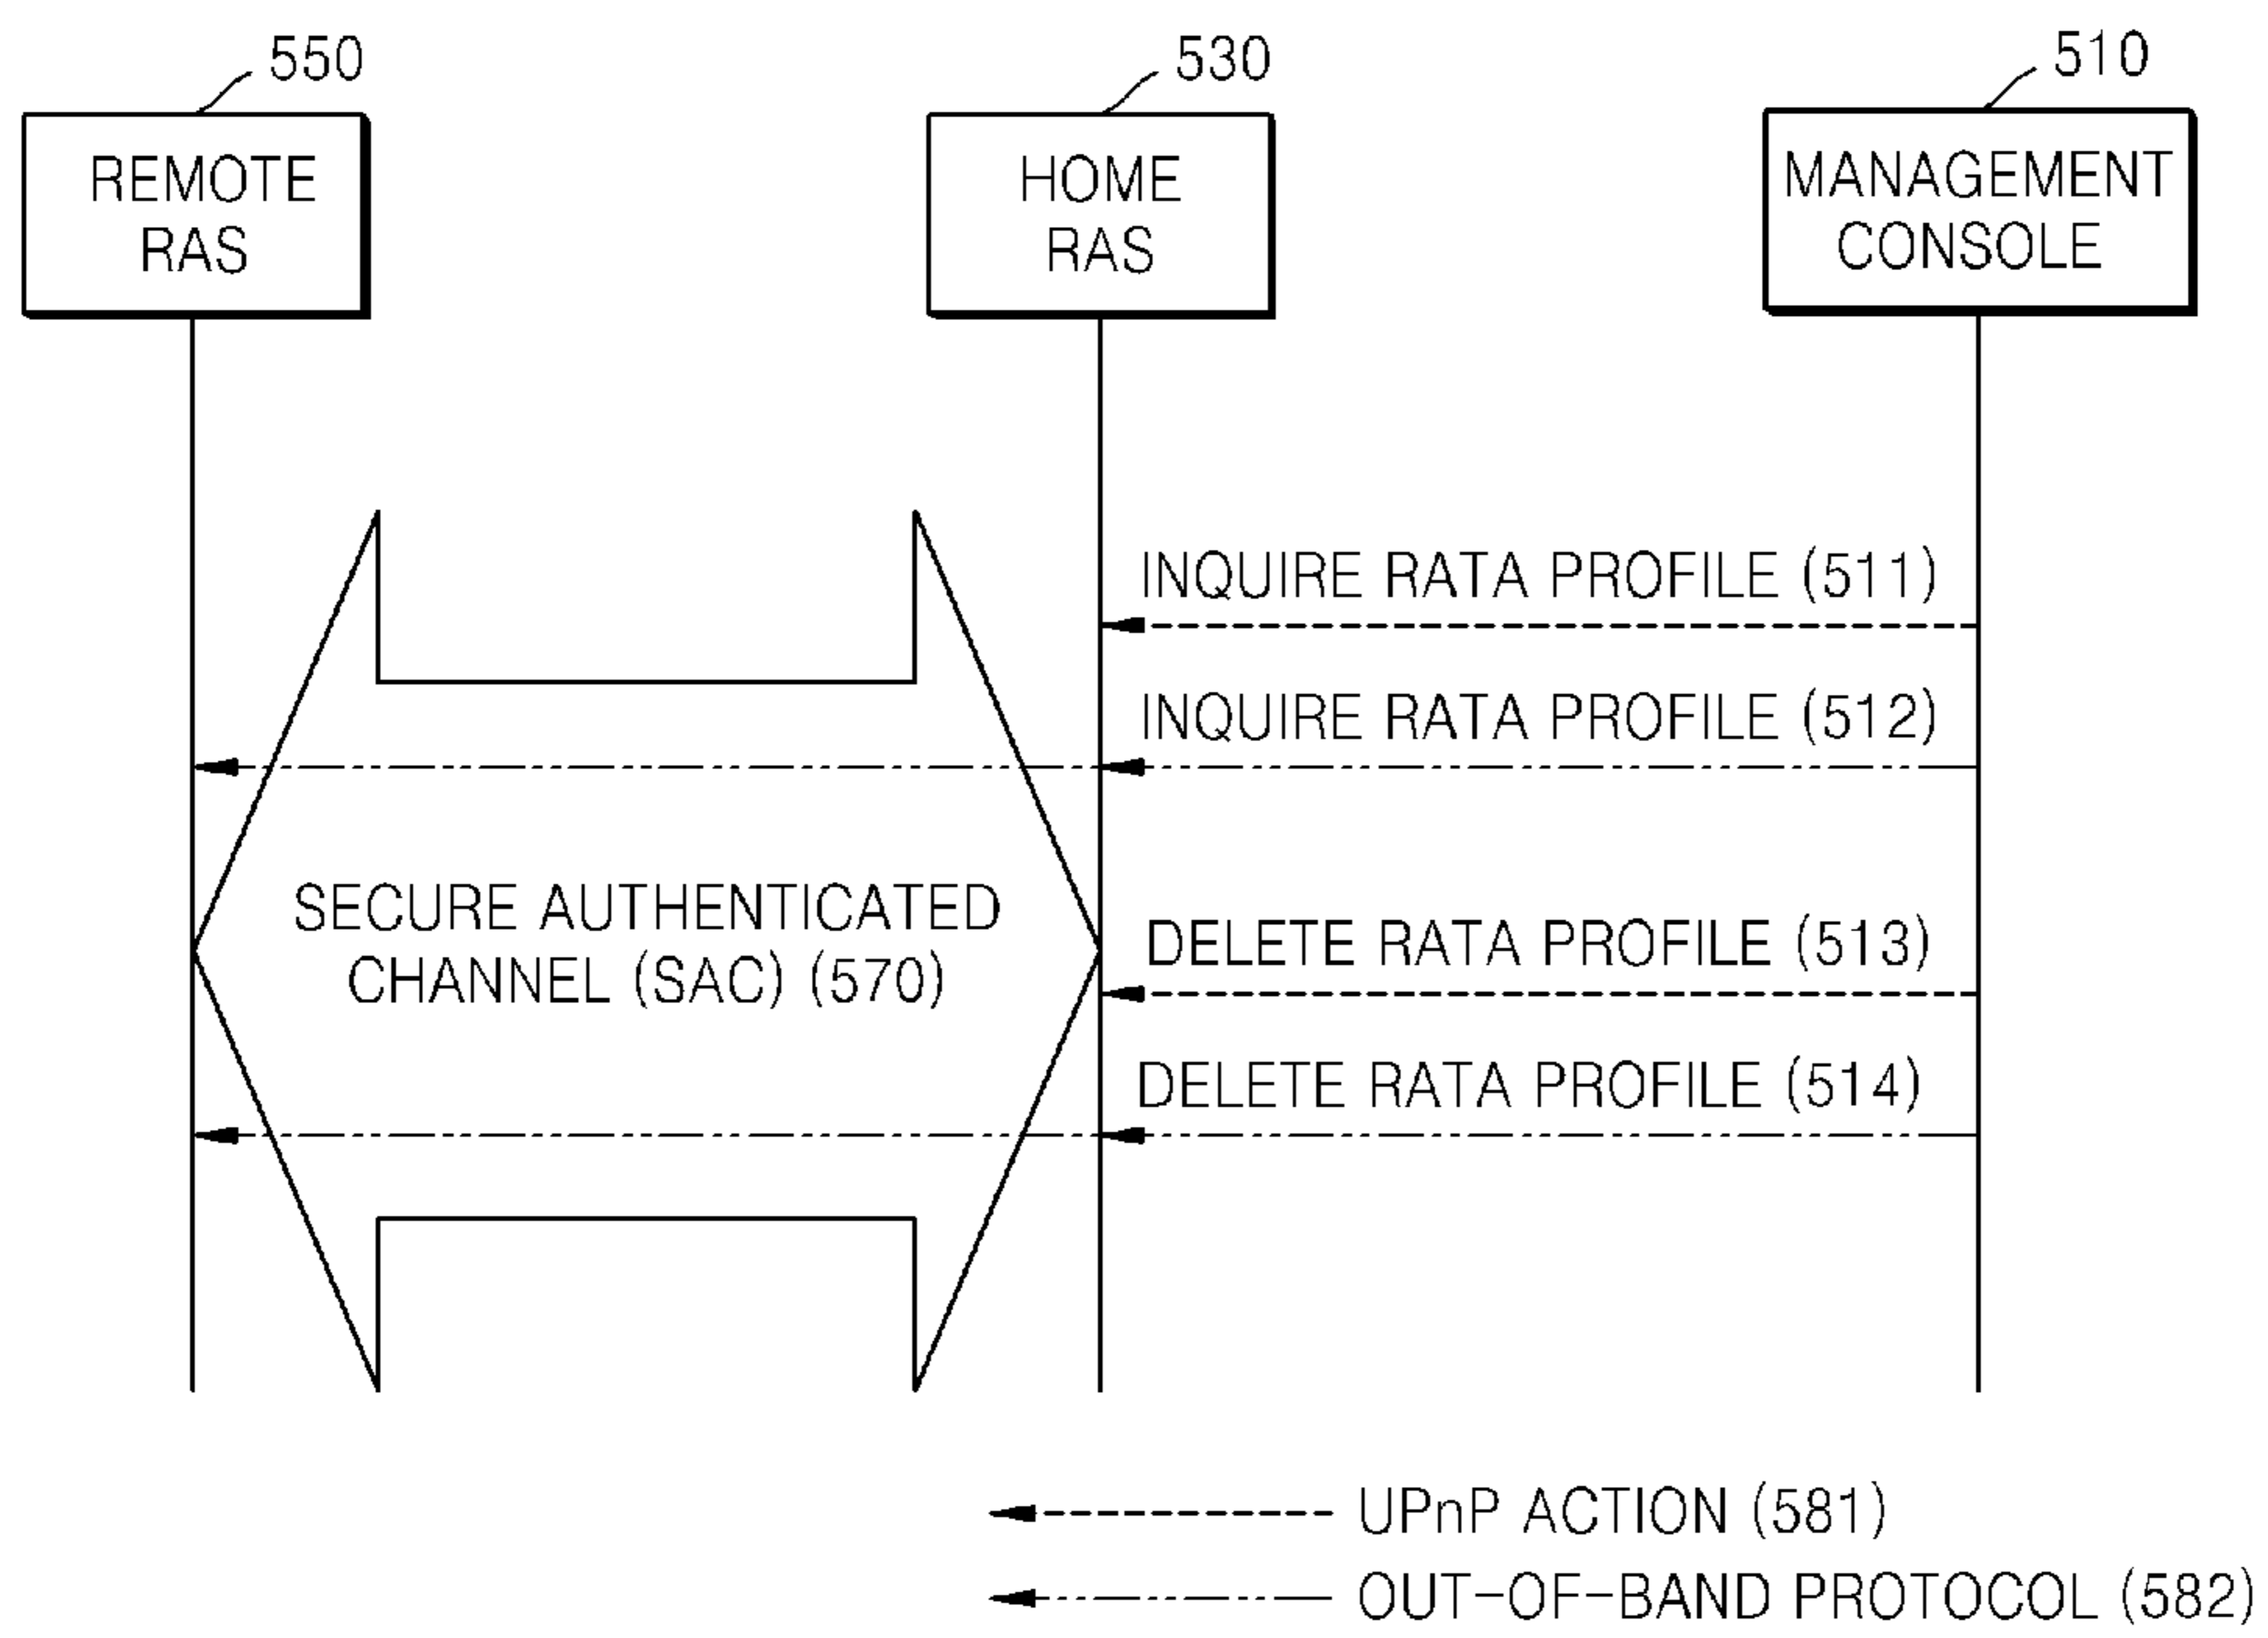 550
530
510
REMOTE
RAS
HOME
RAS
MANAGEMENT
CONSOLE
INQUIRE RATA PROFILE (511)
INQUIRE RATA PROFILE (512)
SECURE AUTHENTICATED
CHANNEL (SAC) (570)
DELETE RATA PROFILE (513)
DELETE RATA PROFILE (514)
UPnP ACTION (581)
OUT-OF-BAND PROTOCOL (582)